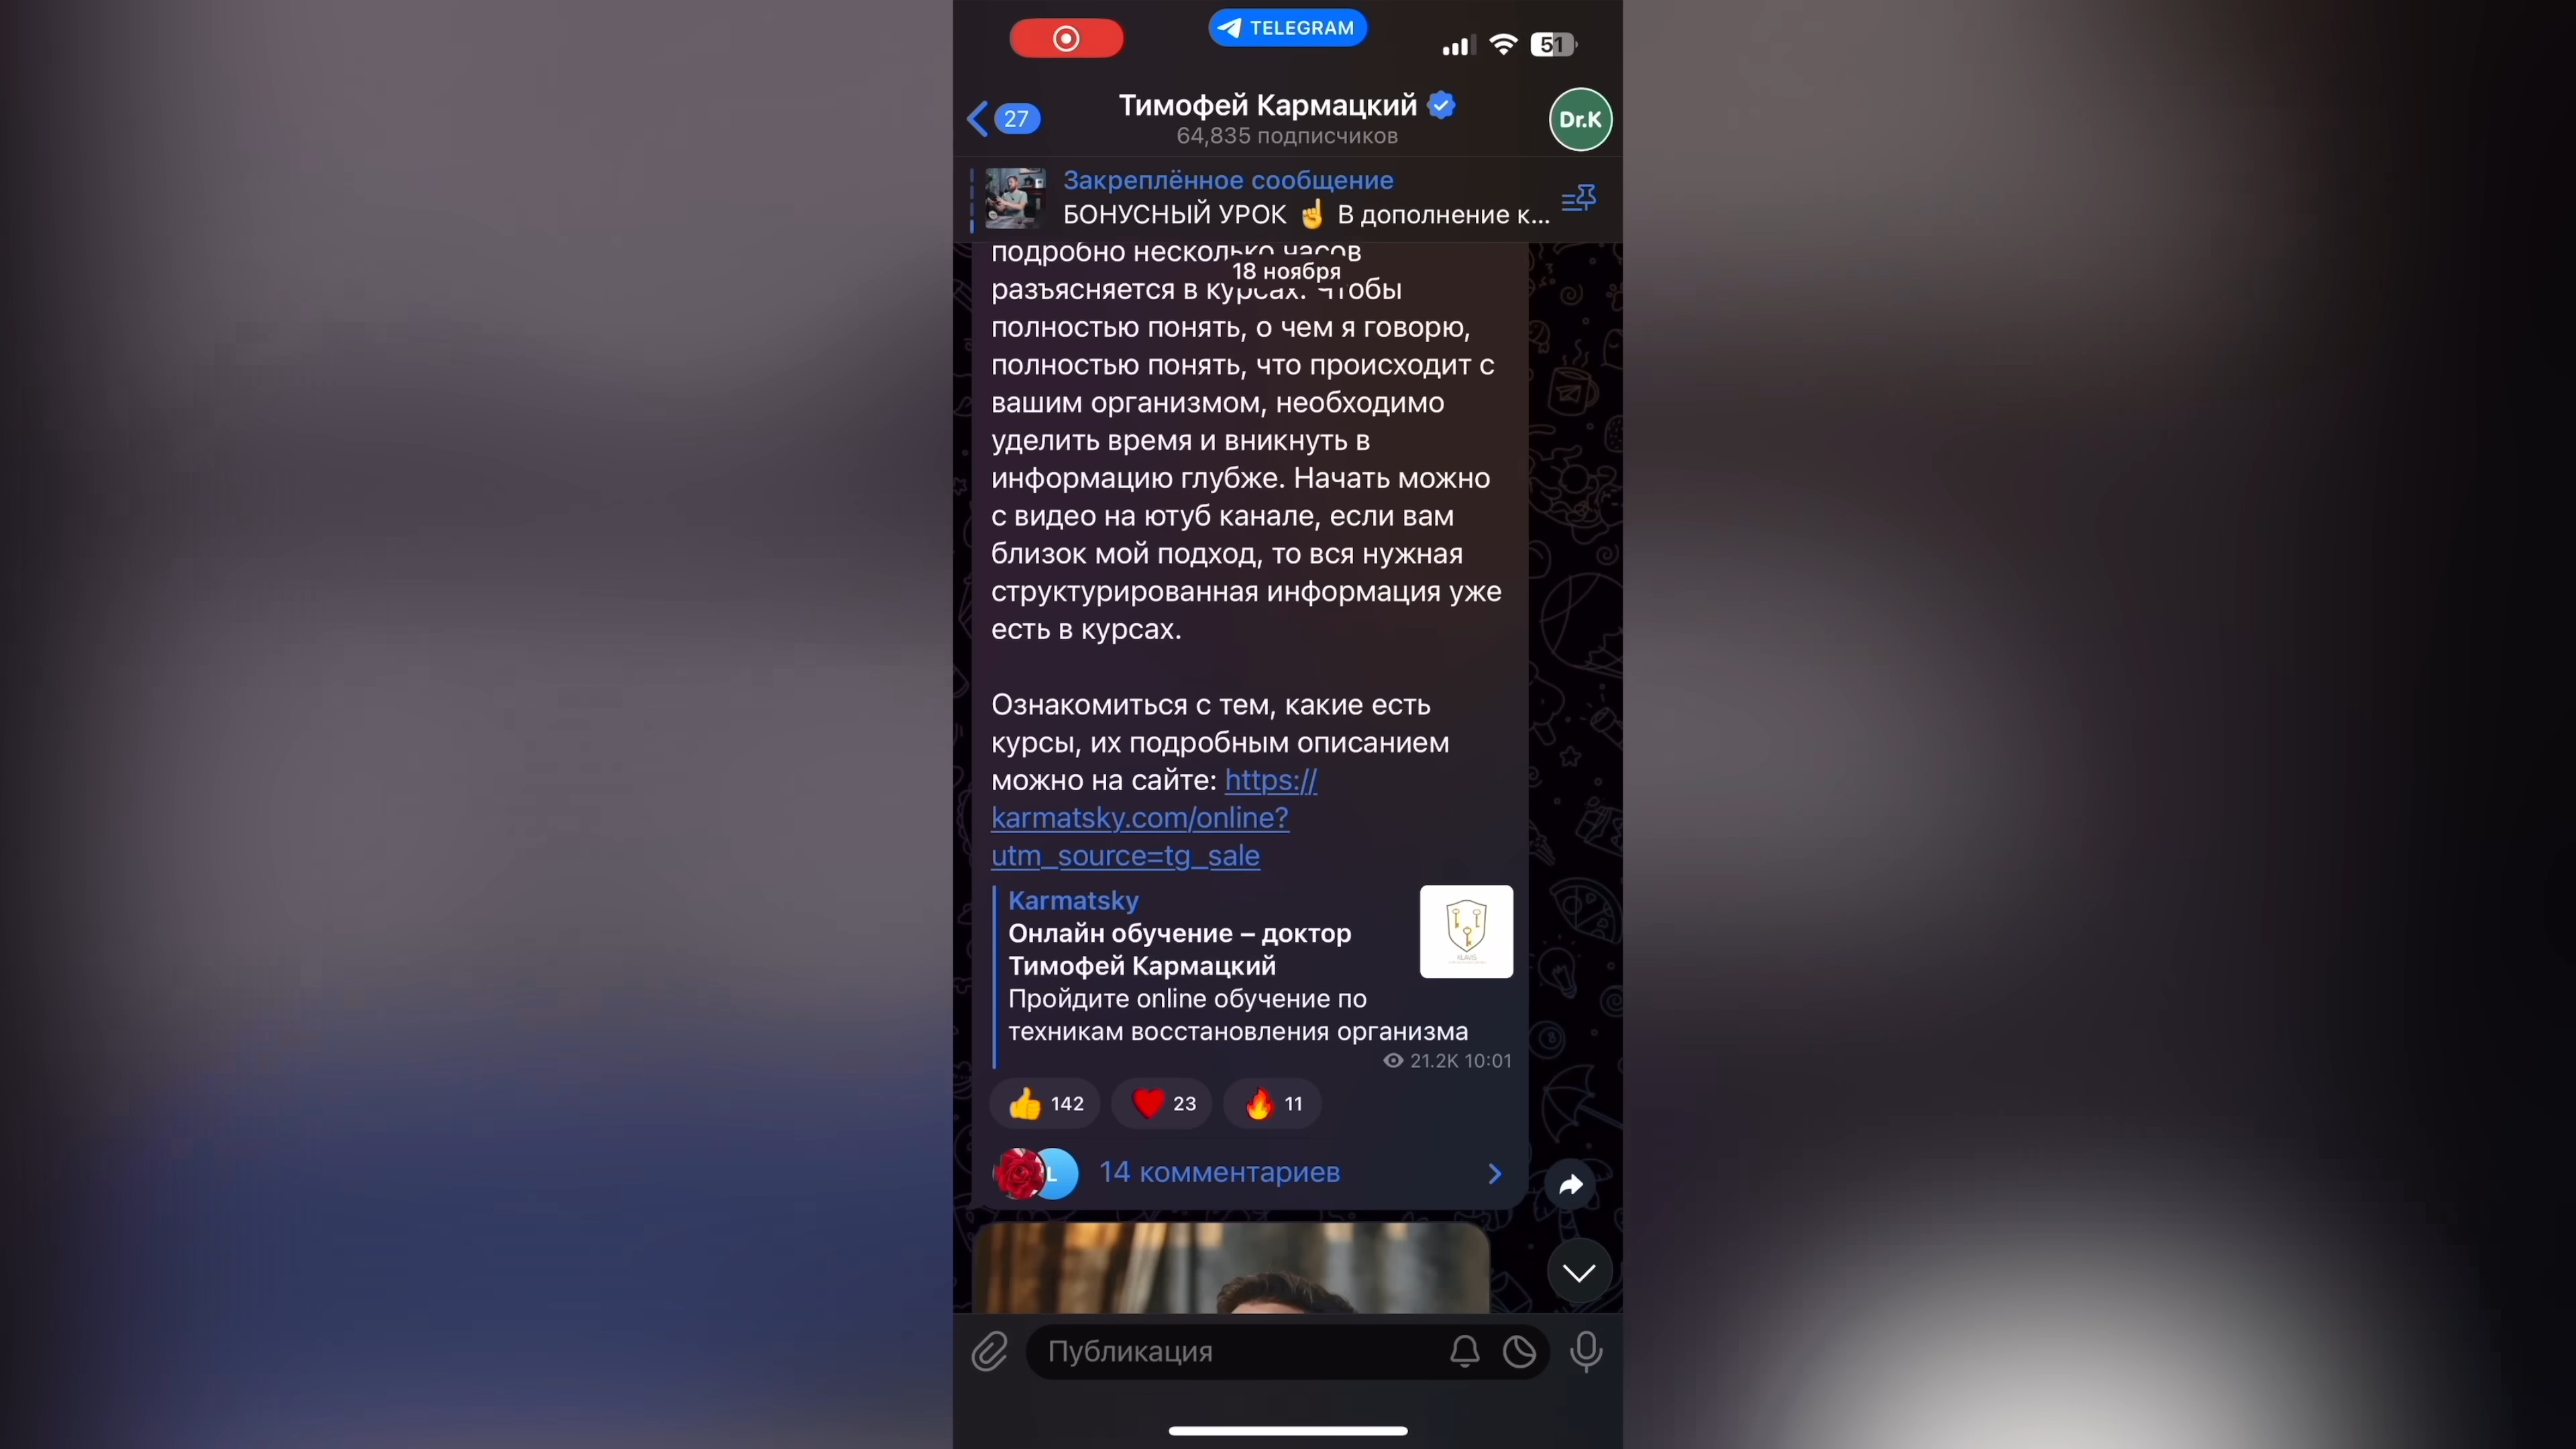 TELEGRAM
51
27
Тимофей Кармацкий
64,835 подписчиков
Dr.K
Закреплённое сообщение
БОНУСНЫЙ УРОК ☝️ В дополнение к...
подробно несколько часов
18 ноября
разъясняется в курсах. Чтобы
полностью понять, о чем я говорю,
полностью понять, что происходит с
вашим организмом, необходимо
уделить время и вникнуть в
информацию глубже. Начать можно
с видео на ютуб канале, если вам
близок мой подход, то вся нужная
структурированная информация уже
есть в курсах.
Ознакомиться с тем, какие есть
курсы, их подробным описанием
можно на сайте: https://
karmatsky.com/online?
utm_source=tg_sale
Karmatsky
Онлайн обучение – доктор
Тимофей Кармацкий
Пройдите online обучение по
техникам восстановления организма
KLAVIS
21.2K 10:01
👍 142 ❤️ 23 🔥 11
L
14 комментариев
Публикация